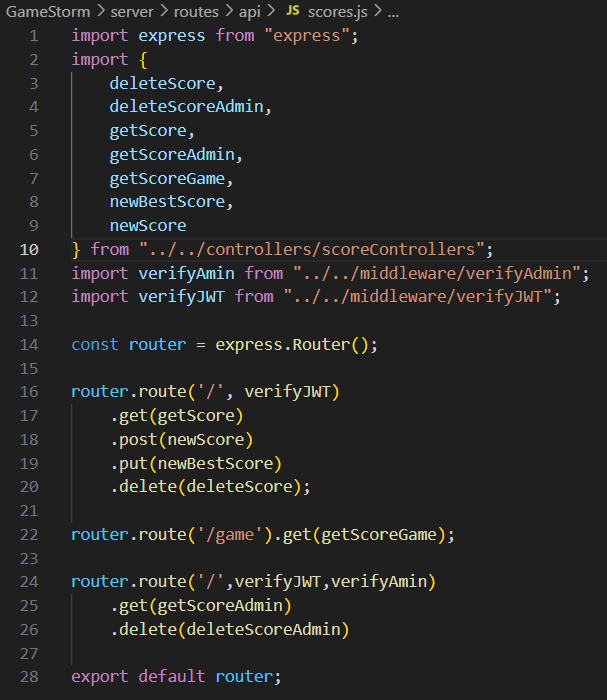 GameStorm > server > routes > api > JS scores.js > ...
1 import express from "express";
2 import {
3     deleteScore,
4     deleteScoreAdmin,
5     getScore,
6     getScoreAdmin,
7     getScoreGame,
8     newBestScore,
9     newScore
10 } from "../../controllers/scoreControllers";
11 import verifyAmin from "../../middleware/verifyAdmin";
12 import verifyJWT from "../../middleware/verifyJWT";
13
14 const router = express.Router();
15
16 router.route('/', verifyJWT)
17     .get(getScore)
18     .post(newScore)
19     .put(newBestScore)
20     .delete(deleteScore);
21
22 router.route('/game').get(getScoreGame);
23
24 router.route('/',verifyJWT,verifyAmin)
25     .get(getScoreAdmin)
26     .delete(deleteScoreAdmin)
27
28 export default router;